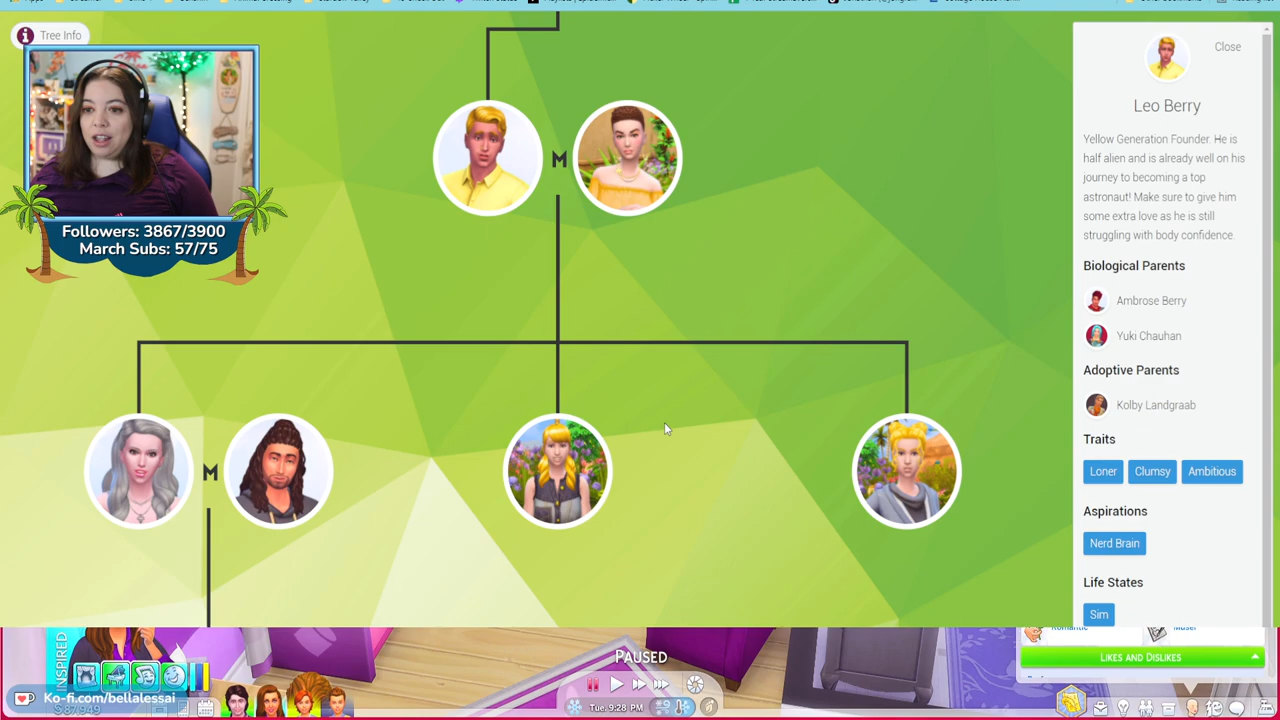 Tree Info
Followers: 3867/3900
March Subs: 57/75
M
M
Close
Leo Berry
Yellow Generation Founder. He is
half alien and is already well on his
journey to becoming a top
astronaut! Make sure to give him
some extra love as he is still
struggling with body confidence.
Biological Parents
Ambrose Berry
Yuki Chauhan
Adoptive Parents
Kolby Landgraab
Traits
Loner
Clumsy
Ambitious
Aspirations
Nerd Brain
Life States
Sim
INSPIRED
Ko-fi.com/bellalessai
PAUSED
Tue. 9:28 PM
LIKES AND DISLIKES